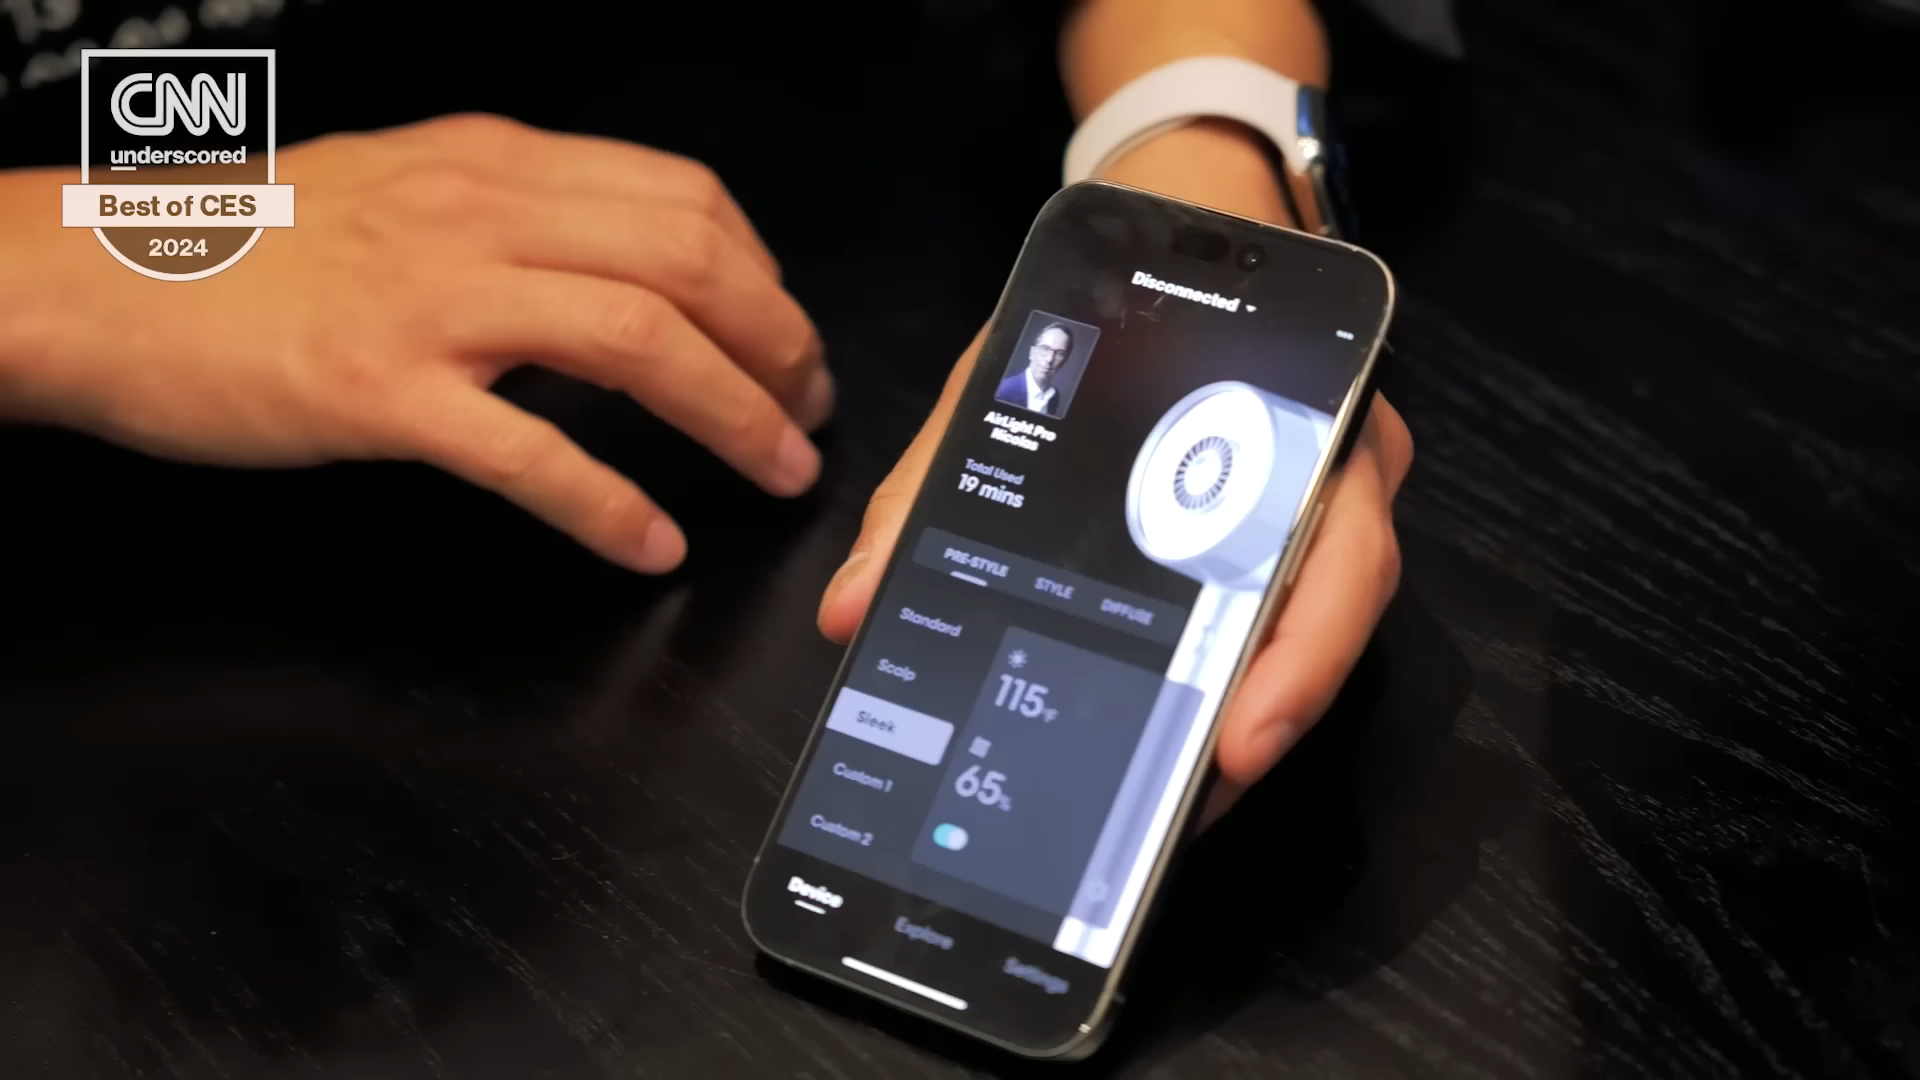 CNN
underscored
Best of CES
2024
Disconnected
AirLight Pro
Nicolas
Total Used
19 mins
PRE-STYLE STYLE DIFFUSE
Standard
Scalp
Sleek
Custom 1
Custom 2
115°F
65%
Device Explore Settings